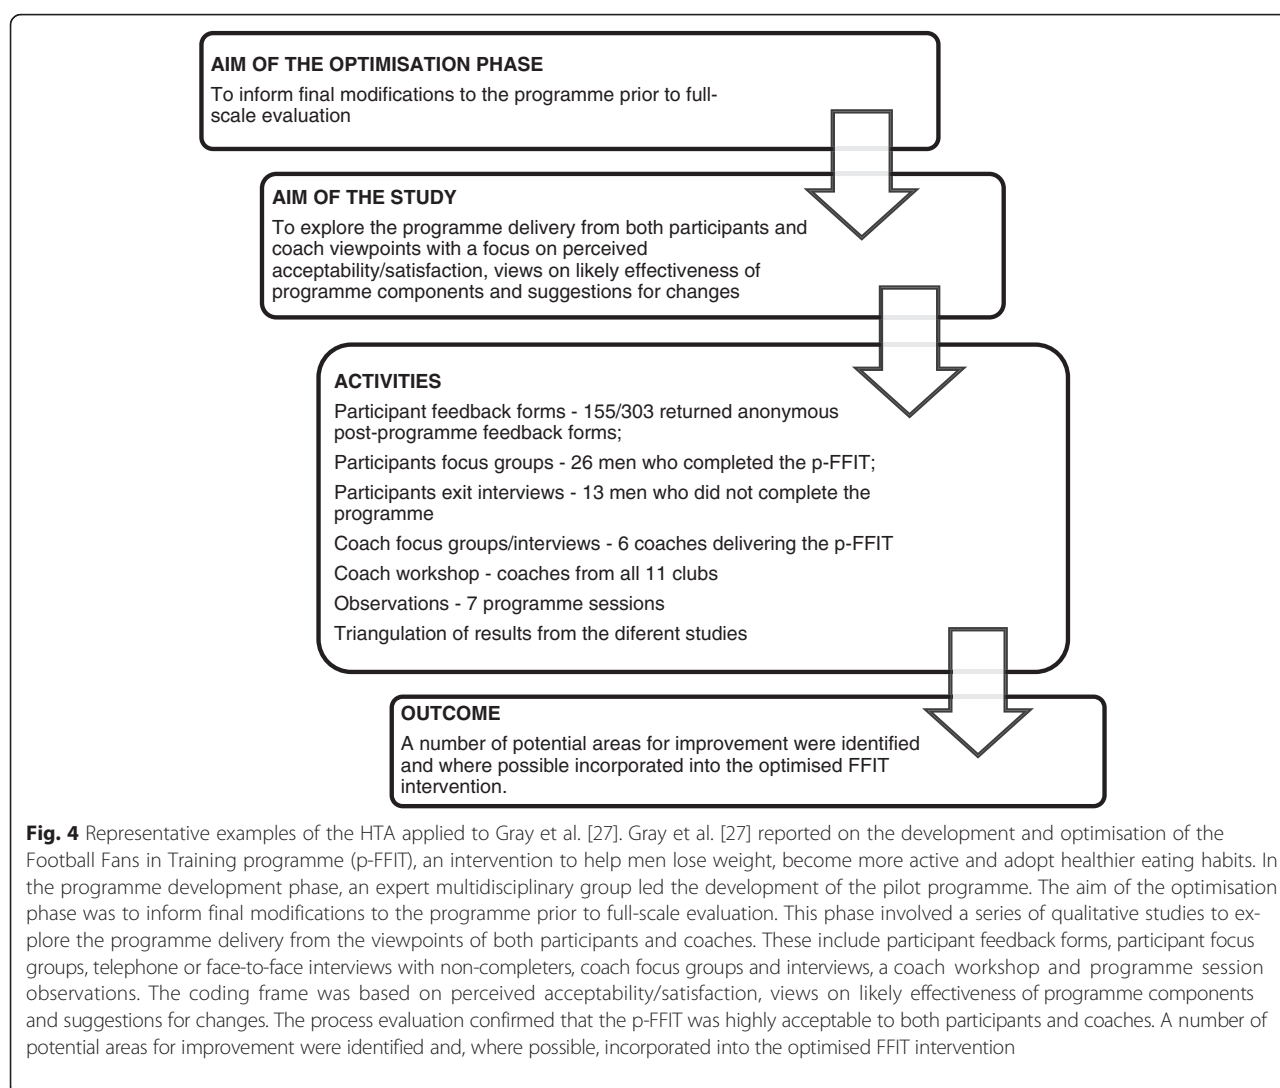 AIM OF THE OPTIMISATION PHASE
To inform final modifications to the programme prior to full-
scale evaluation
AIM OF THE STUDY
To explore the programme delivery from both participants and
coach viewpoints with a focus on perceived
acceptability/satisfaction, views on likely effectiveness of
programme components and suggestions for changes
ACTIVITIES
Participant feedback forms - 155/303 returned anonymous
post-programme feedback forms;
Participants focus groups - 26 men who completed the p-FFIT;
Participants exit interviews - 13 men who did not complete the
programme
Coach focus groups/interviews - 6 coaches delivering the p-FFIT
Coach workshop - coaches from all 11 clubs
Observations - 7 programme sessions
Triangulation of results from the diferent studies
OUTCOME
A number of potential areas for improvement were identified
and where possible incorporated into the optimised FFIT
intervention.
Fig. 4 Representative examples of the HTA applied to Gray et al. [27]. Gray et al. [27] reported on the development and optimisation of the
Football Fans in Training programme (p-FFIT), an intervention to help men lose weight, become more active and adopt healthier eating habits. In
the programme development phase, an expert multidisciplinary group led the development of the pilot programme. The aim of the optimisation
phase was to inform final modifications to the programme prior to full-scale evaluation. This phase involved a series of qualitative studies to ex-
plore the programme delivery from the viewpoints of both participants and coaches. These include participant feedback forms, participant focus
groups, telephone or face-to-face interviews with non-completers, coach focus groups and interviews, a coach workshop and programme session
observations. The coding frame was based on perceived acceptability/satisfaction, views on likely effectiveness of programme components
and suggestions for changes. The process evaluation confirmed that the p-FFIT was highly acceptable to both participants and coaches. A number of
potential areas for improvement were identified and, where possible, incorporated into the optimised FFIT intervention